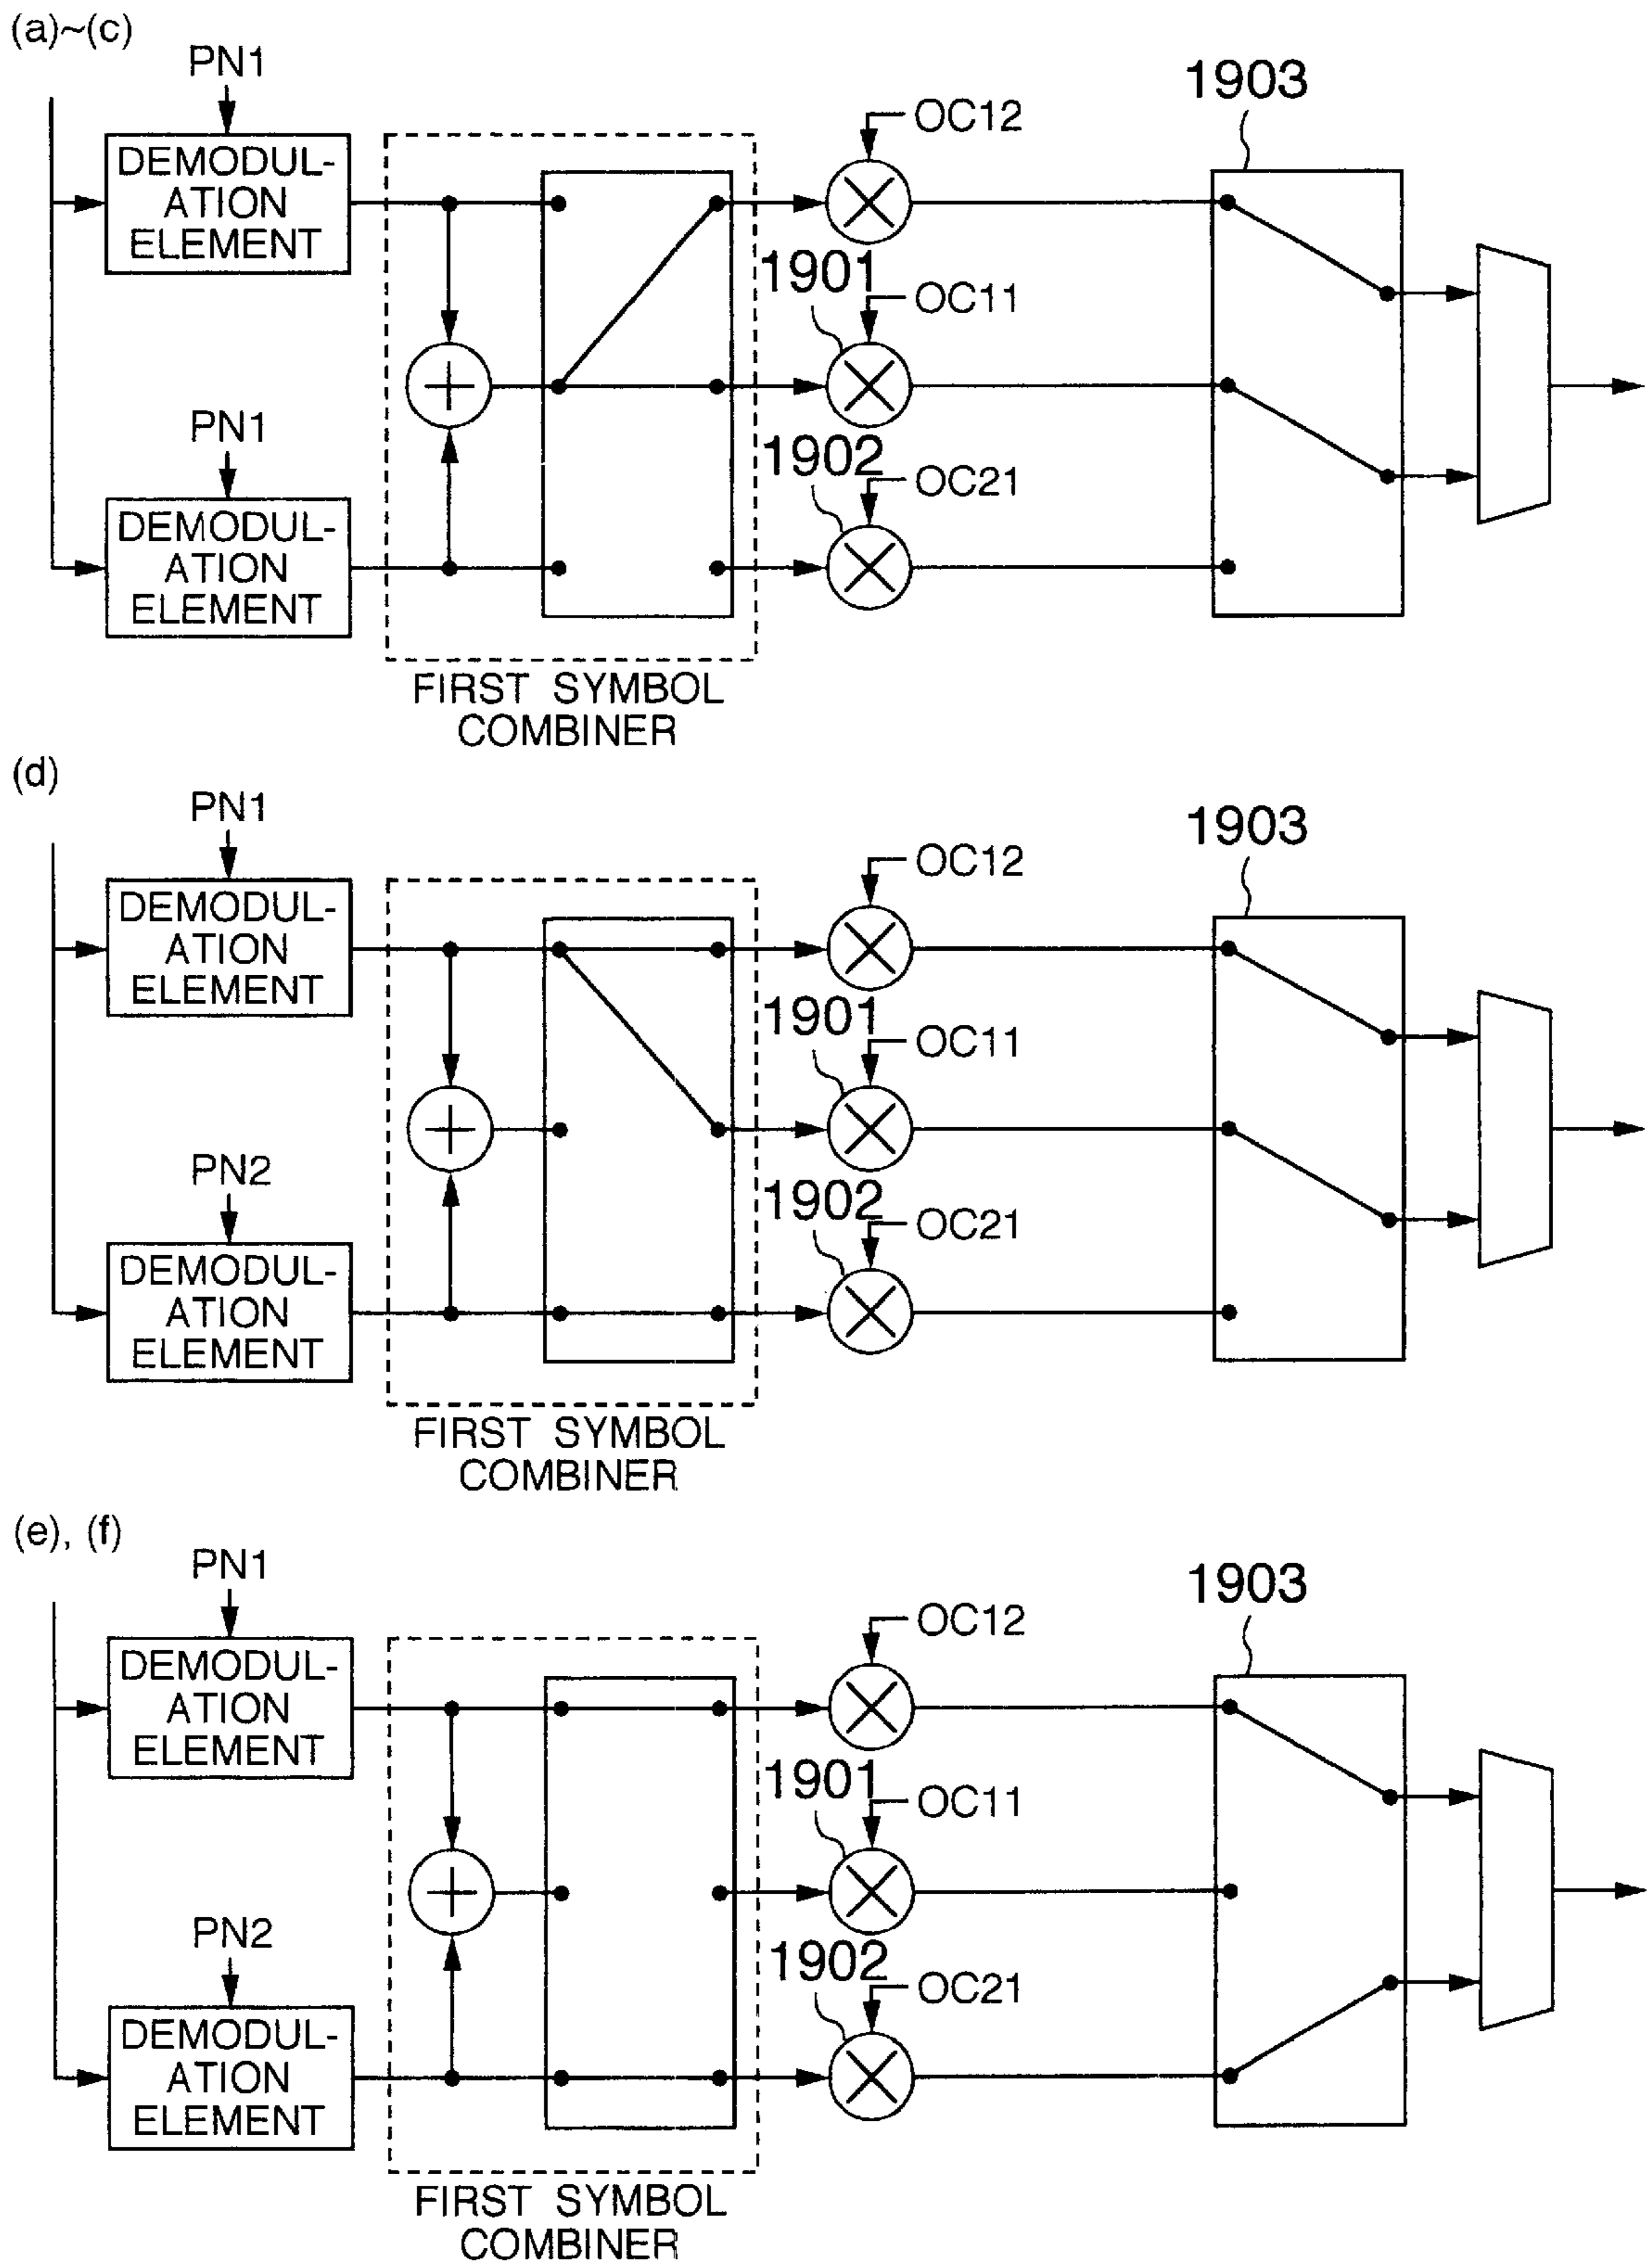 (a)~(c)
PN1
1903
OC12
DEMODUL-
ATION
ELEMENT
1901
OC11
PN1
1902
OC21
DEMODUL-
ATION
ELEMENT
FIRST SYMBOL
COMBINER
(d)
PN1
1903
OC12
DEMODUL-
ATION
ELEMENT
1901
OC11
PN2
1902
OC21
DEMODUL-
ATION
ELEMENT
FIRST SYMBOL
COMBINER
(e), (f)
PN1
1903
OC12
DEMODUL-
ATION
ELEMENT
1901
OC11
PN2
1902
OC21
DEMODUL-
ATION
ELEMENT
FIRST SYMBOL
COMBINER